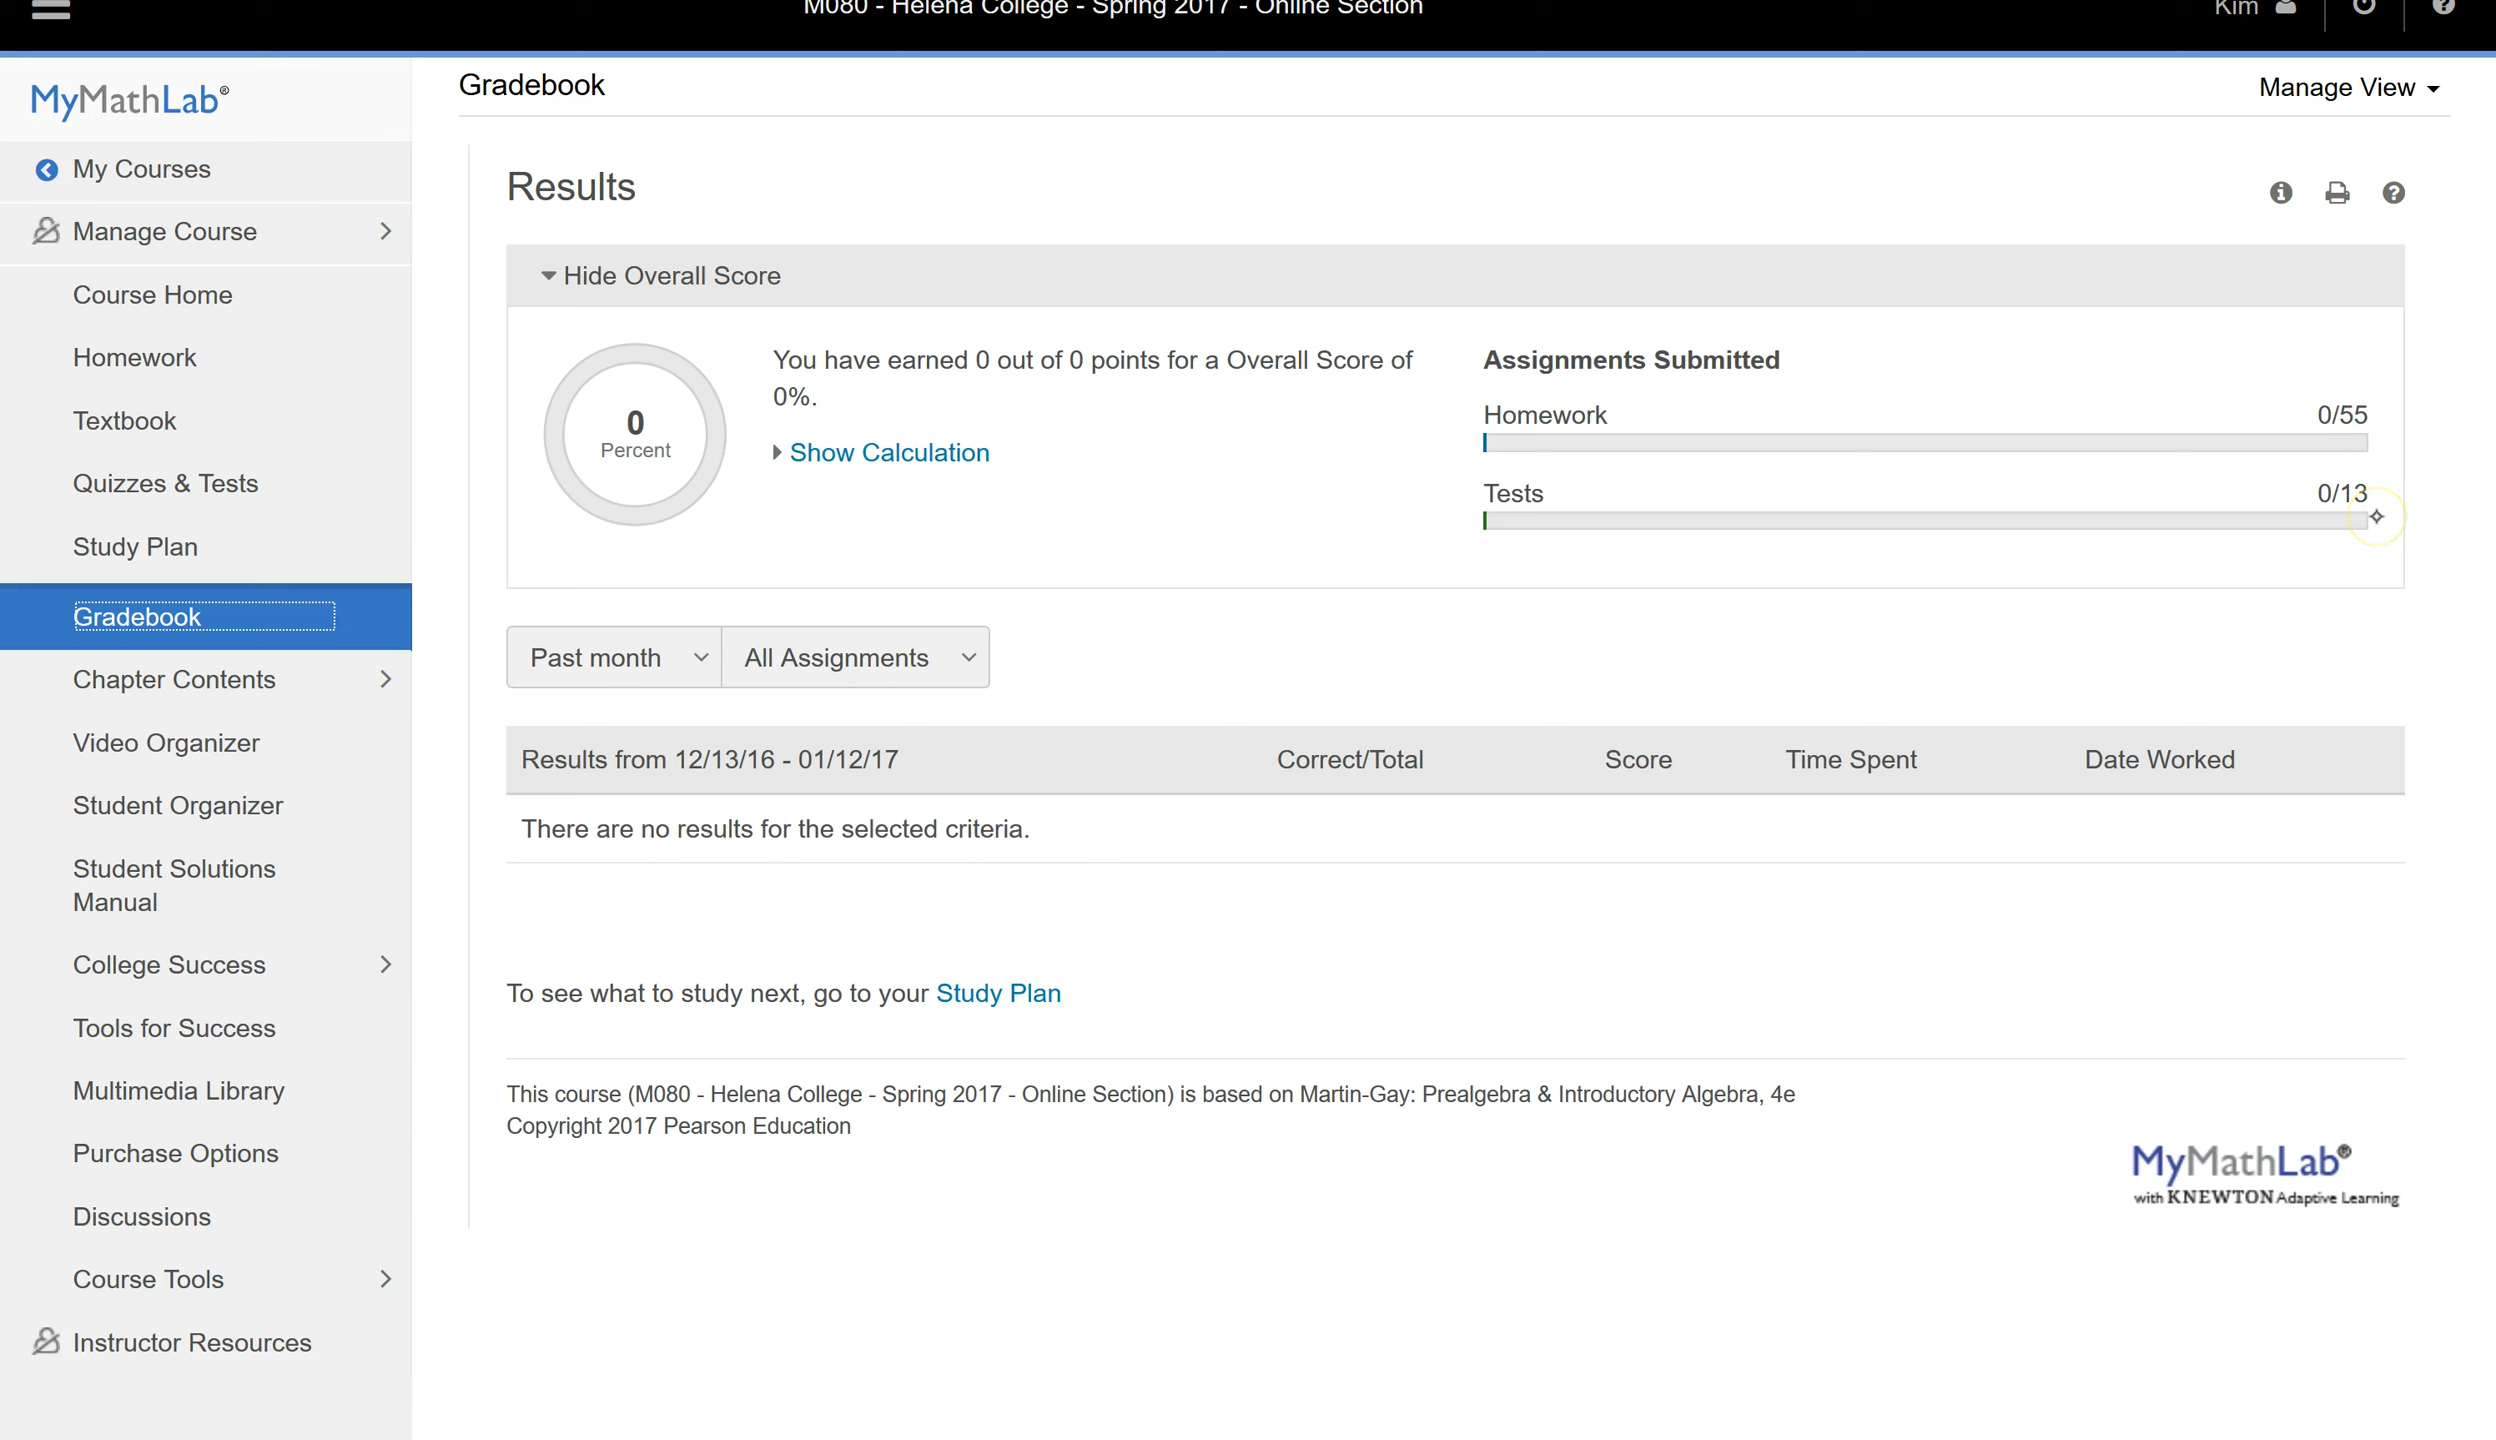 M080 - Helena College - Spring 2017 - Online Section
Kim
MyMathLab®
My Courses
Manage Course
Course Home
Homework
Textbook
Quizzes & Tests
Study Plan
Gradebook
Chapter Contents
Video Organizer
Student Organizer
Student Solutions
Manual
College Success
Tools for Success
Multimedia Library
Purchase Options
Discussions
Course Tools
Instructor Resources
Gradebook
Manage View
Results
Hide Overall Score
0
Percent
You have earned 0 out of 0 points for a Overall Score of
0%.
Show Calculation
Assignments Submitted
Homework 0/55
Tests 0/13
Past month All Assignments
Results from 12/13/16 - 01/12/17 Correct/Total Score Time Spent Date Worked
There are no results for the selected criteria.
To see what to study next, go to your Study Plan
This course (M080 - Helena College - Spring 2017 - Online Section) is based on Martin-Gay: Prealgebra & Introductory Algebra, 4e
Copyright 2017 Pearson Education
MyMathLab®
with KNEWTON Adaptive Learning